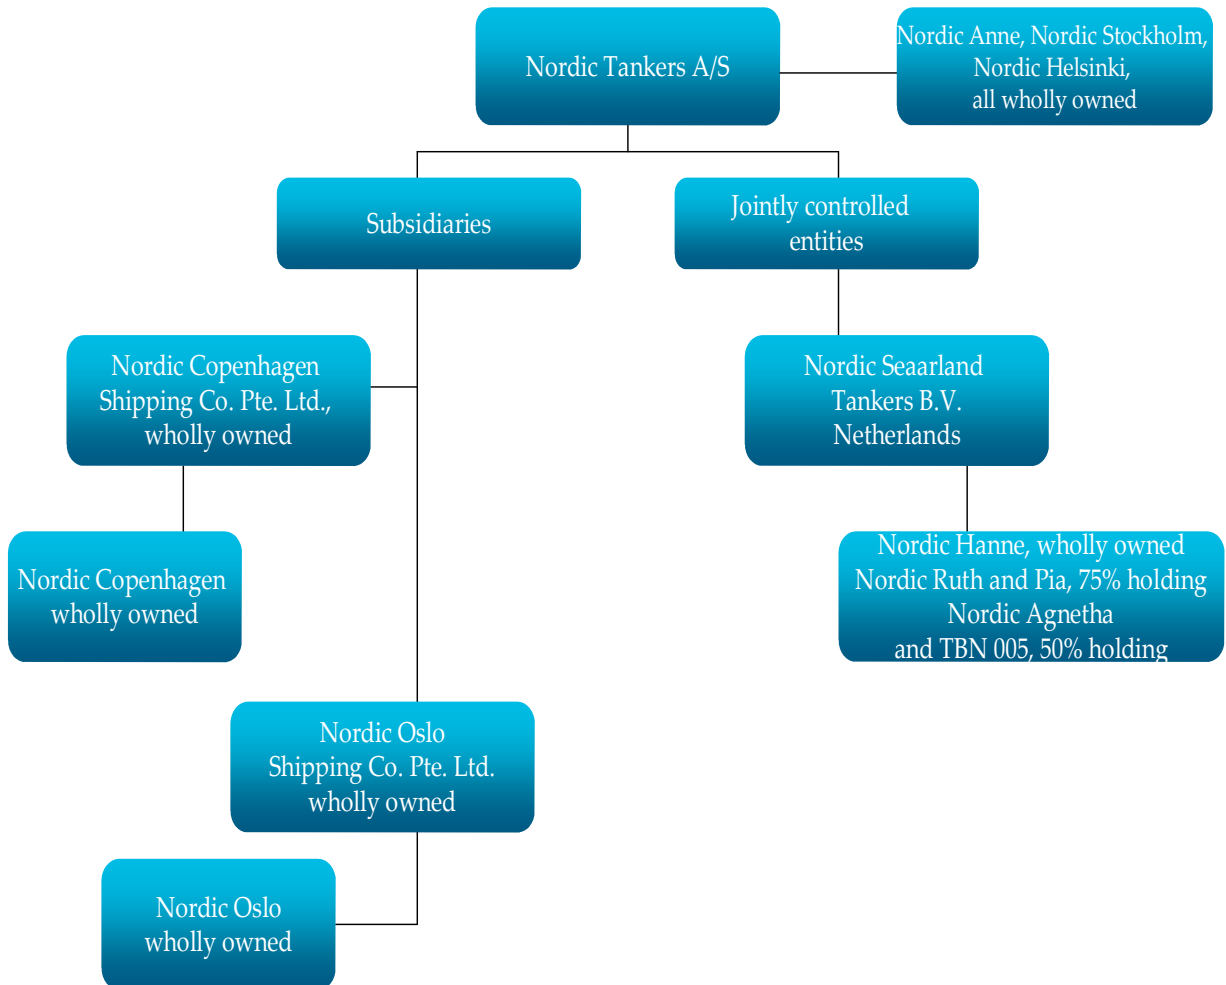 Nordic Tankers A/S
Nordic Anne, Nordic Stockholm,
Nordic Helsinki,
all wholly owned
Subsidiaries
Jointly controlled
entities
Nordic Copenhagen
Shipping Co. Pte. Ltd.,
wholly owned
Nordic Seaarland
Tankers B.V.
Netherlands
Nordic Copenhagen
wholly owned
Nordic Hanne, wholly owned
Nordic Ruth and Pia, 75% holding
Nordic Agnetha
and TBN 005, 50% holding
Nordic Oslo
Shipping Co. Pte. Ltd.
wholly owned
Nordic Oslo
wholly owned